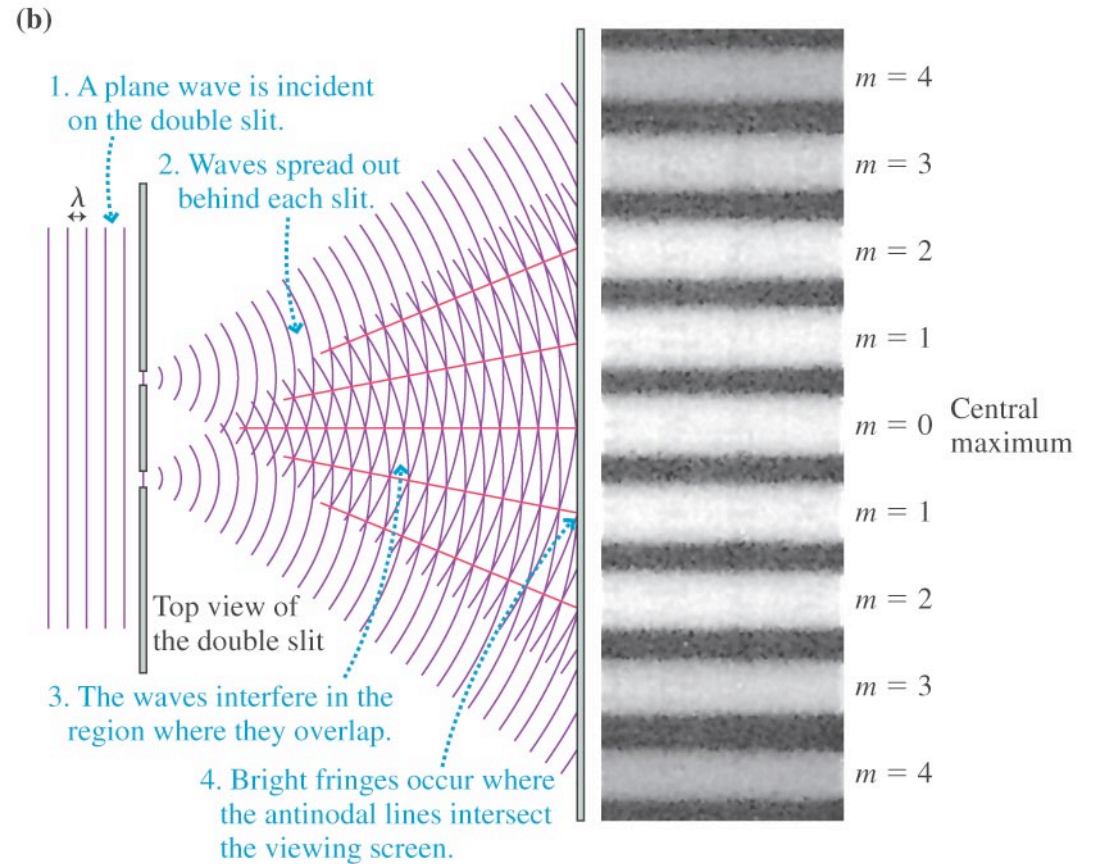 (b)
1. A plane wave is incident
on the double slit.
2. Waves spread out
behind each slit.
λ
Top view of
the double slit
3. The waves interfere in the
region where they overlap.
4. Bright fringes occur where
the antinodal lines intersect
the viewing screen.
m = 4
m = 3
m = 2
m = 1
m = 0 Central
maximum
m = 1
m = 2
m = 3
m = 4